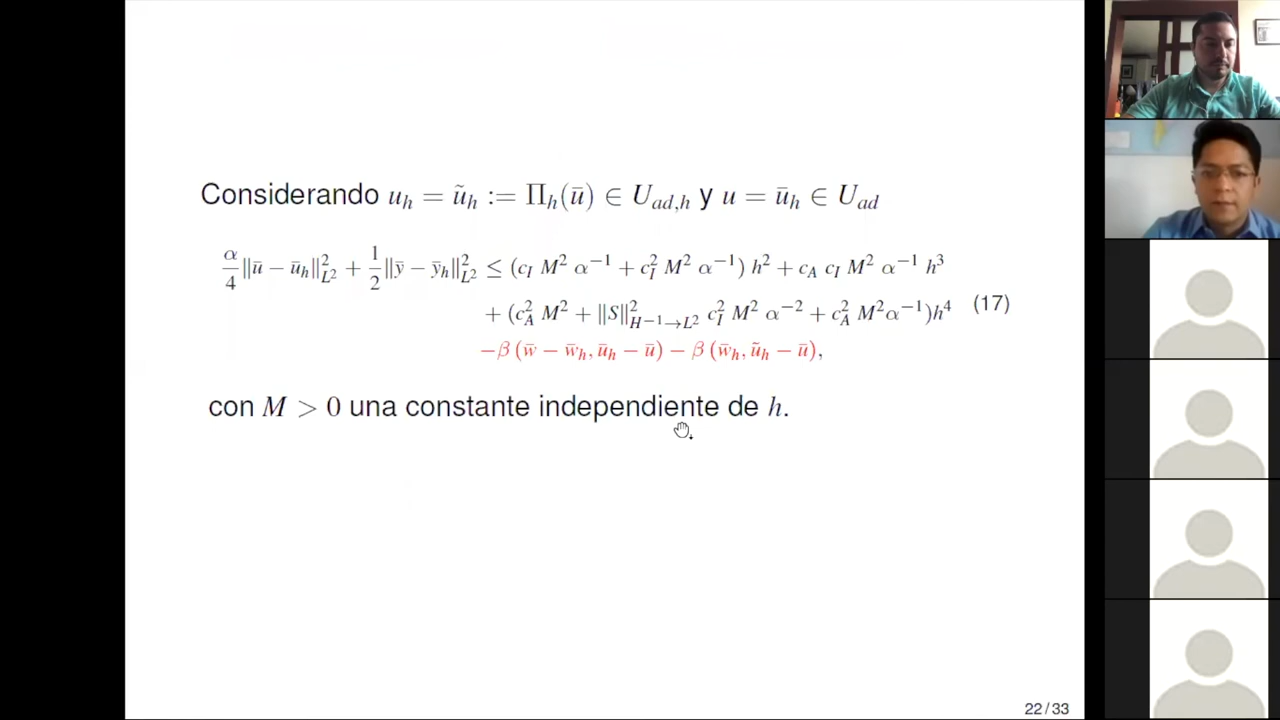 Considerando u_h = ũ_h := Π_h(ū) ∈ U_{ad,h} y u = ū_h ∈ U_{ad}
α/4 ‖ū − ū_h‖²_{L²} + 1/2 ‖ȳ − ȳ_h‖²_{L²} ≤ (c_I M² α⁻¹ + c_I² M² α⁻¹) h² + c_A c_I M² α⁻¹ h³
+ (c_A² M² + ‖S‖²_{H⁻¹→L²} c_I² M² α⁻² + c_A² M² α⁻¹)h⁴ (17)
−β (w̄ − w̄_h, ū_h − ū) − β (w̄_h, ũ_h − ū),
con M > 0 una constante independiente de h.
22 / 33